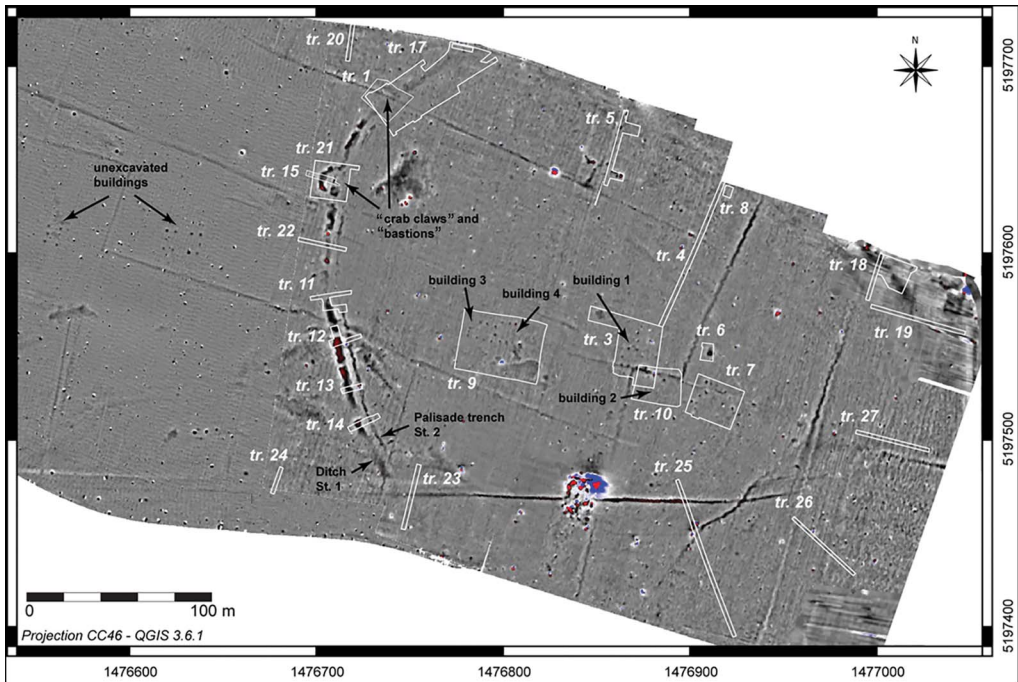 tr. 20
tr. 17
N
5197700
tr. 1
tr. 5
tr. 21
unexcavated
buildings
tr. 15
"crab claws" and
"bastions"
tr. 8
tr. 22
tr. 4
5197600
tr. 18
building 3
building 4
building 1
tr. 11
tr. 19
tr. 12
tr. 3
tr. 6
tr. 9
tr. 7
tr. 13
building 2
tr. 10
tr. 14
Palisade trench
St. 2
tr. 27
5197500
tr. 24
Ditch
St. 1
tr. 23
tr. 25
tr. 26
0
100 m
Projection CC46 - QGIS 3.6.1
5197400
1476600
1476700
1476800
1476900
1477000